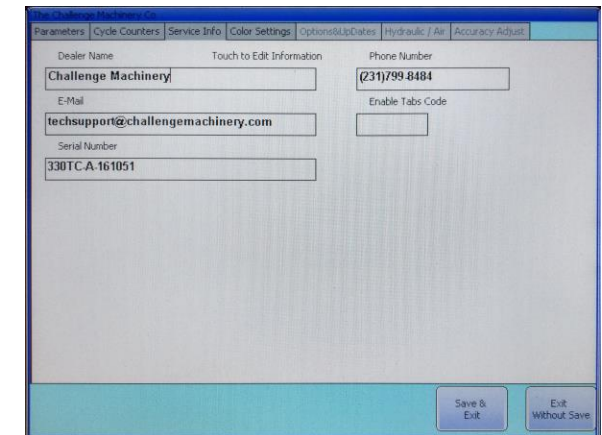 The Challenge Machinery Co.
Parameters Cycle Counters Service Info Color Settings Options&UpDates Hydraulic / Air Accuracy Adjust
Dealer Name Touch to Edit Information Phone Number
Challenge Machinery (231)799-8484
E-Mail Enable Tabs Code
techsupport@challengemachinery.com
Serial Number
330TC-A-161051
Save & Exit
Exit Without Save